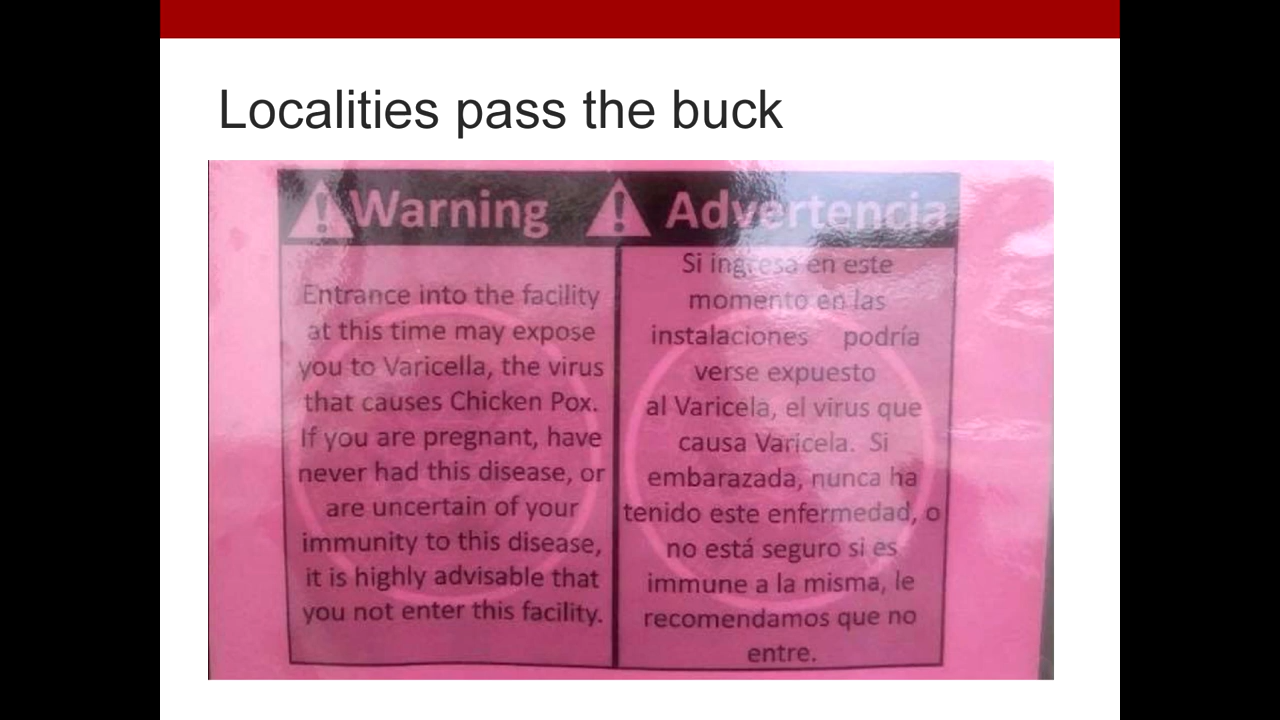 Localities pass the buck
Warning
Advertencia
Entrance into the facility
at this time may expose
you to Varicella, the virus
that causes Chicken Pox.
If you are pregnant, have
never had this disease, or
are uncertain of your
immunity to this disease,
it is highly advisable that
you not enter this facility.
Si ingresa en este
momento en las
instalaciones podría
verse expuesto
al Varicela, el virus que
causa Varicela. Si
embarazada, nunca ha
tenido este enfermedad, o
no está seguro si es
immune a la misma, le
recomendamos que no
entre.